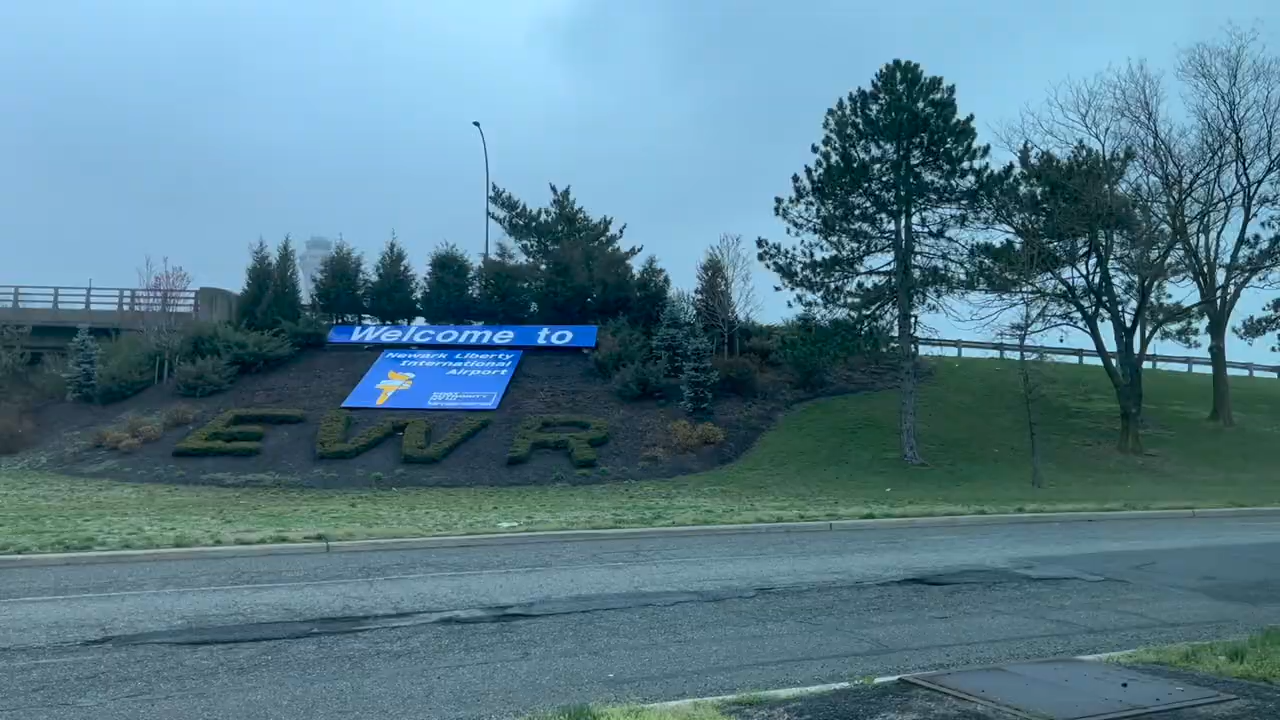 Welcome to
Newark Liberty
International
Airport
EWR